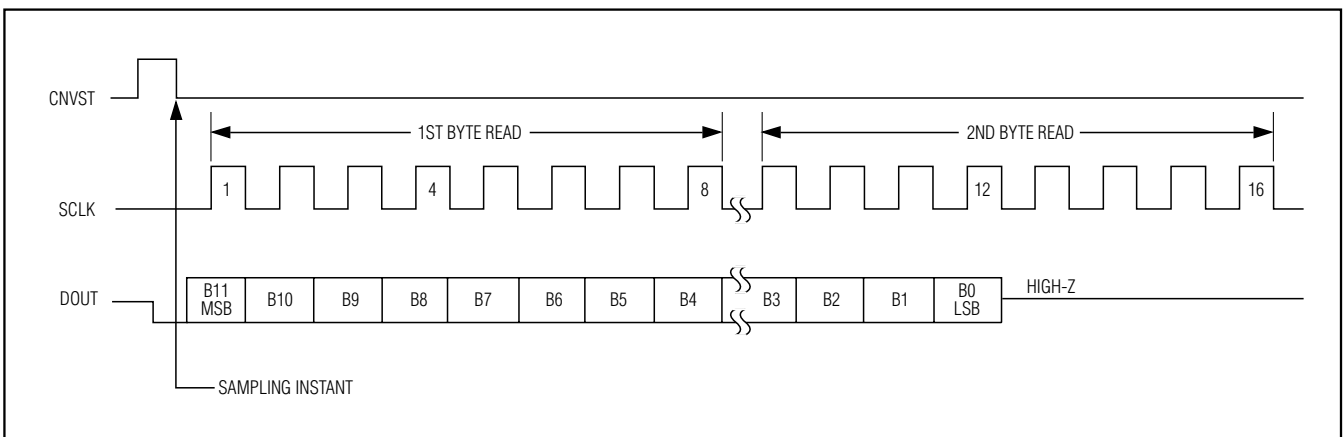 CNVST
1ST BYTE READ
2ND BYTE READ
SCLK
1
4
8
12
16
DOUT
B11
MSB
B10
B9
B8
B7
B6
B5
B4
B3
B2
B1
B0
LSB
HIGH-Z
SAMPLING INSTANT